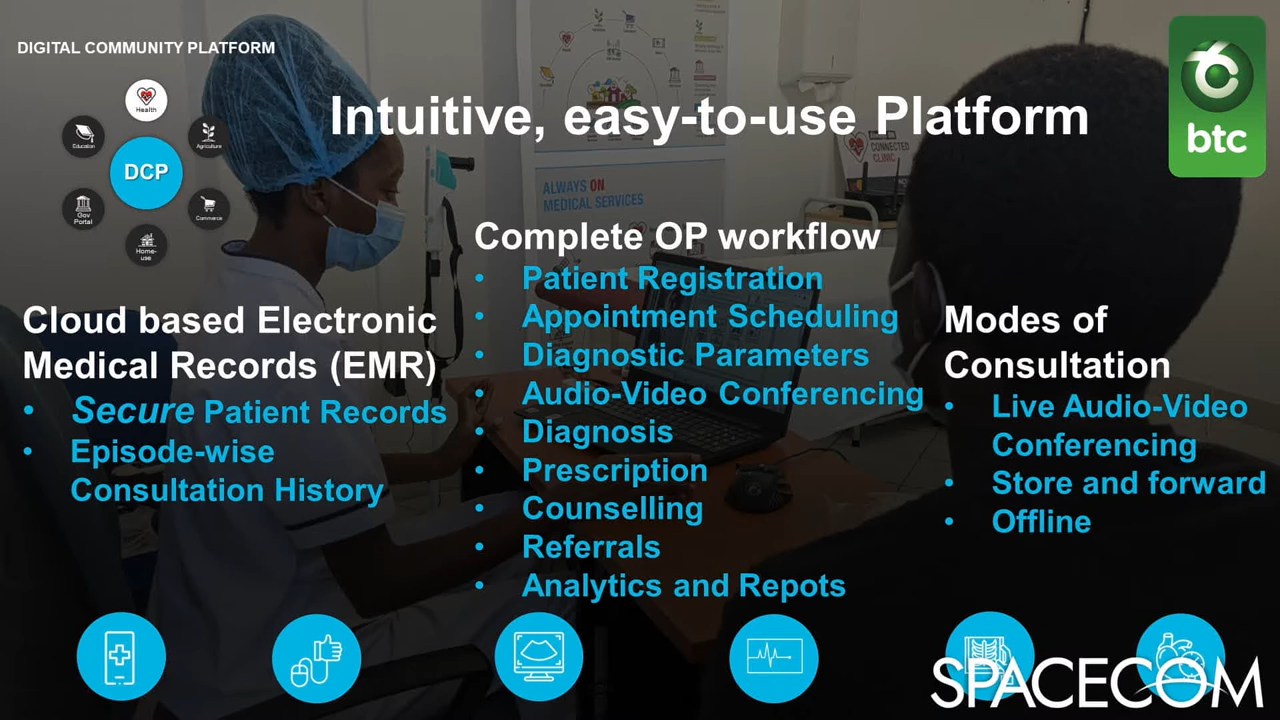 DIGITAL COMMUNITY PLATFORM
Health
Education
Agriculture
DCP
Gov
Portal
Commerce
Home-
use
Intuitive, easy-to-use Platform
btc
CONNECTED
CLINIC
ALWAYS ON
MEDICAL SERVICES
Cloud based Electronic
Medical Records (EMR)
• Secure Patient Records
• Episode-wise
Consultation History
Complete OP workflow
• Patient Registration
• Appointment Scheduling
• Diagnostic Parameters
• Audio-Video Conferencing
• Diagnosis
• Prescription
• Counselling
• Referrals
• Analytics and Repots
Modes of
Consultation
• Live Audio-Video
Conferencing
• Store and forward
• Offline
SPACECOM